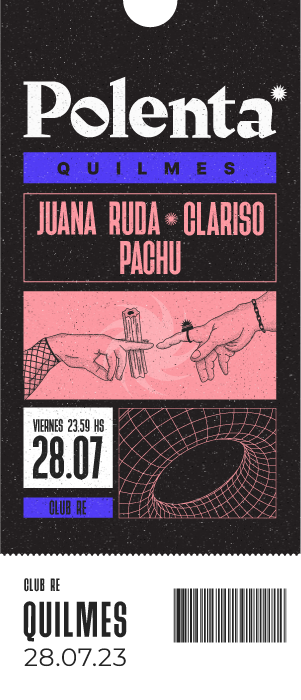 Polenta
QUILMES
JUANA RUDA CLARISO
PACHU
VIERNES 23.59 HS
28.07
CLUB RE
CLUB RE
QUILMES
28.07.23